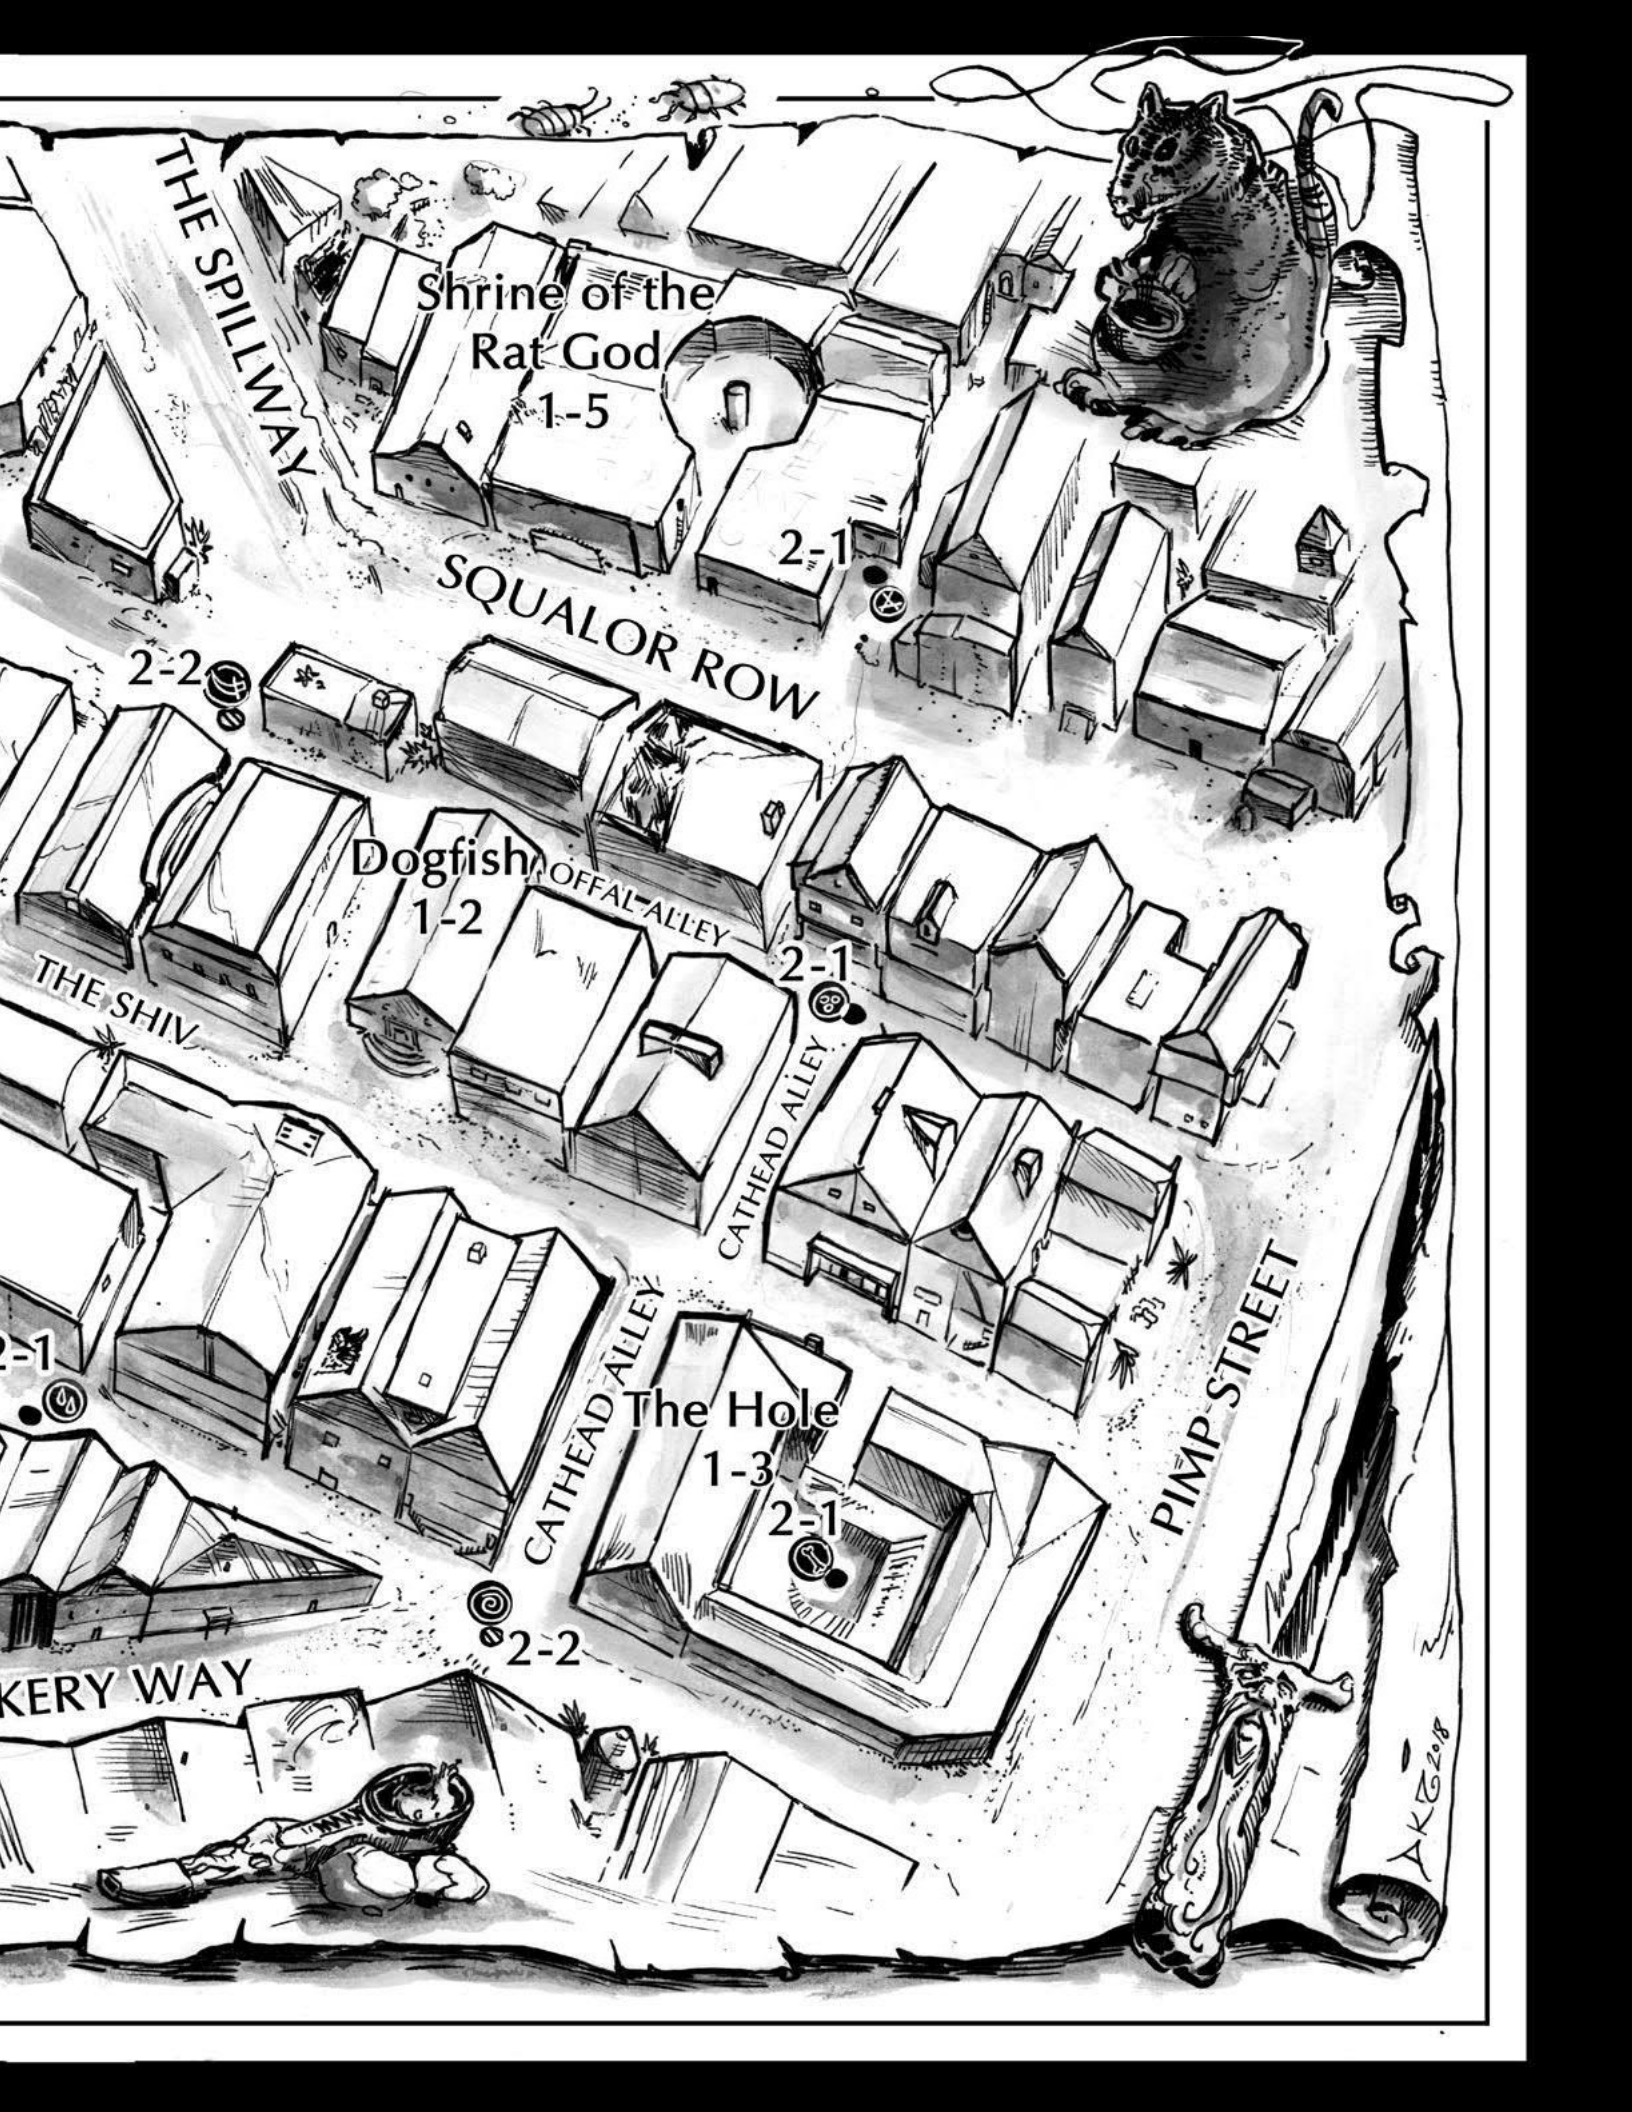 THE SPILLWAY
Shrine of the
Rat God
1-5
2-1
SQUALOR ROW
2-2
Dogfish
1-2
OFFAL ALLEY
2-1
THE SHIV
CATHEAD ALLEY
CATHEAD ALLEY
PIMP STREET
2-1
The Hole
1-3
2-1
2-2
KERY WAY
2018